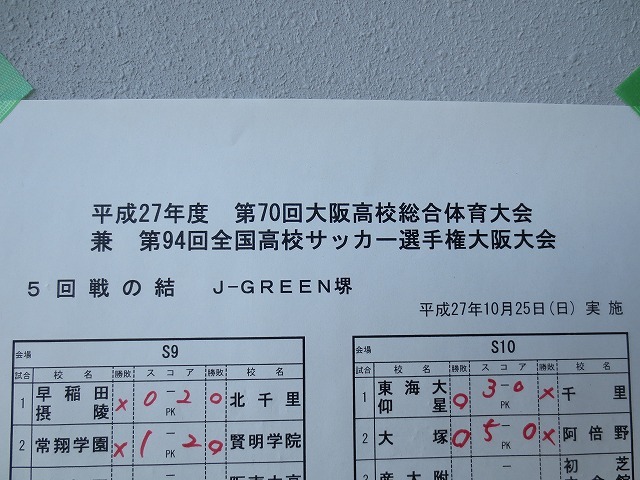 平成27年度 第70回大阪高校総合体育大会
兼 第94回全国高校サッカー選手権大阪大会
5回戦の結 J-GREEN堺
平成27年10月25日(日) 実施
会場 S9
試合 校名 勝敗 スコア 勝敗 校名
1 早稲田摂陵 × 0 - 2 ○ 北千里
PK
2 常翔学園 × 1 - 2 ○ 賢明学院
PK
会場 S10
試合 校名 勝敗 スコア 勝敗 校名
1 東海大仰星 ○ 3 - 0 × 千里
PK
2 大塚 ○ 5 - 0 × 阿倍野
PK
産大附
初芝